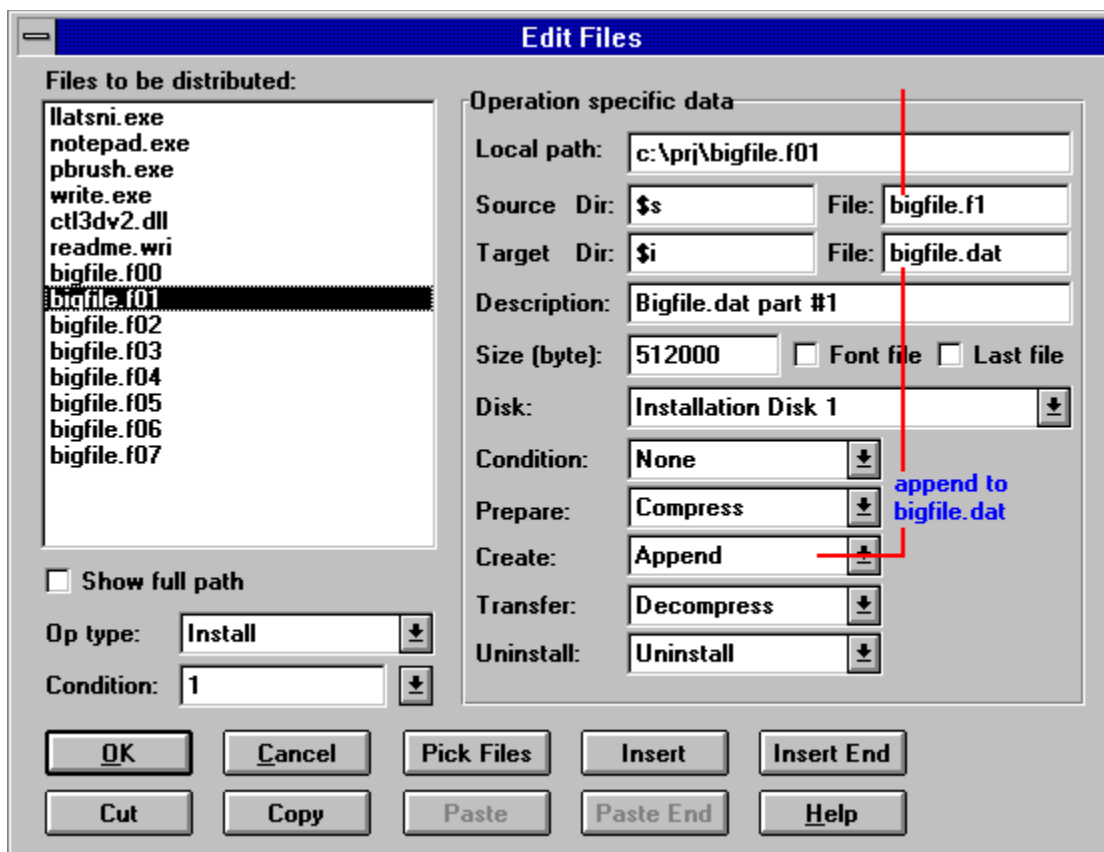 Edit Files
Files to be distributed:
llatsni.exe
notepad.exe
pbrush.exe
write.exe
ctl3dv2.dll
readme.wri
bigfile.f00
bigfile.f01
bigfile.f02
bigfile.f03
bigfile.f04
bigfile.f05
bigfile.f06
bigfile.f07
Show full path
Op type: Install
Condition: 1
Operation specific data
Local path: c:\prj\bigfile.f01
Source Dir: $s File: bigfile.f1
Target Dir: $i File: bigfile.dat
Description: Bigfile.dat part #1
Size (byte): 512000 Font file Last file
Disk: Installation Disk 1
Condition: None
Prepare: Compress
Create: Append
Transfer: Decompress
Uninstall: Uninstall
append to
bigfile.dat
OK Cancel Pick Files Insert Insert End
Cut Copy Paste Paste End Help